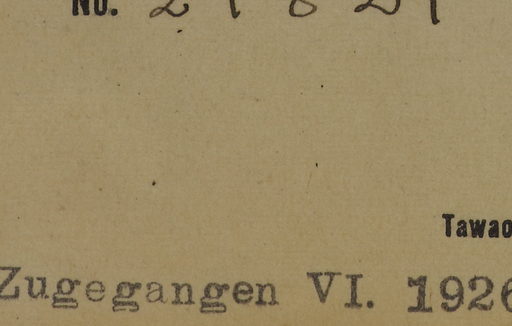 No.
Tawao
Zugegangen VI. 1926